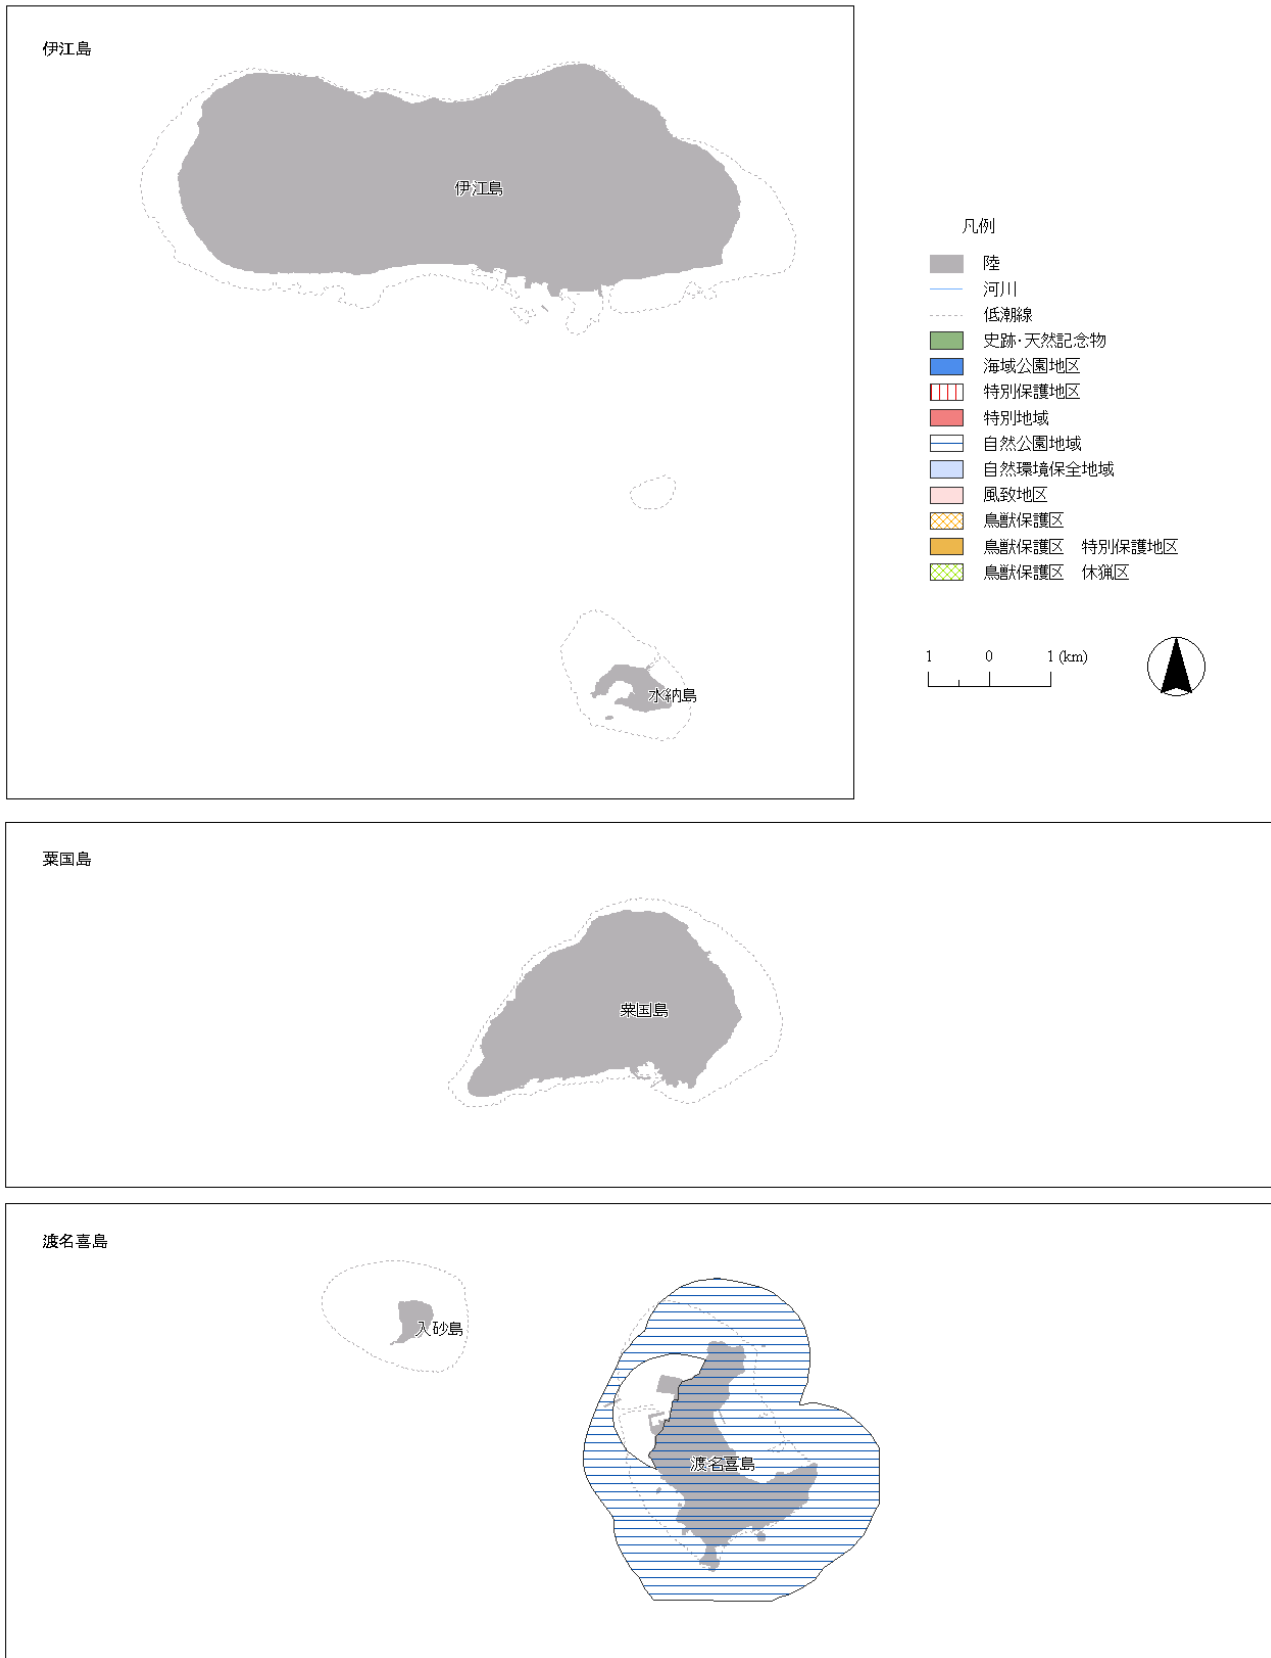 伊江島
伊江島
水納島
凡例
陸
河川
低潮線
史跡・天然記念物
海域公園地区
特別保護地区
特別地域
自然公園地域
自然環境保全地域
風致地区
鳥獣保護区
鳥獣保護区 特別保護地区
鳥獣保護区 休猟区
1 0 1 (km)
粟国島
粟国島
渡名喜島
入砂島
渡名喜島